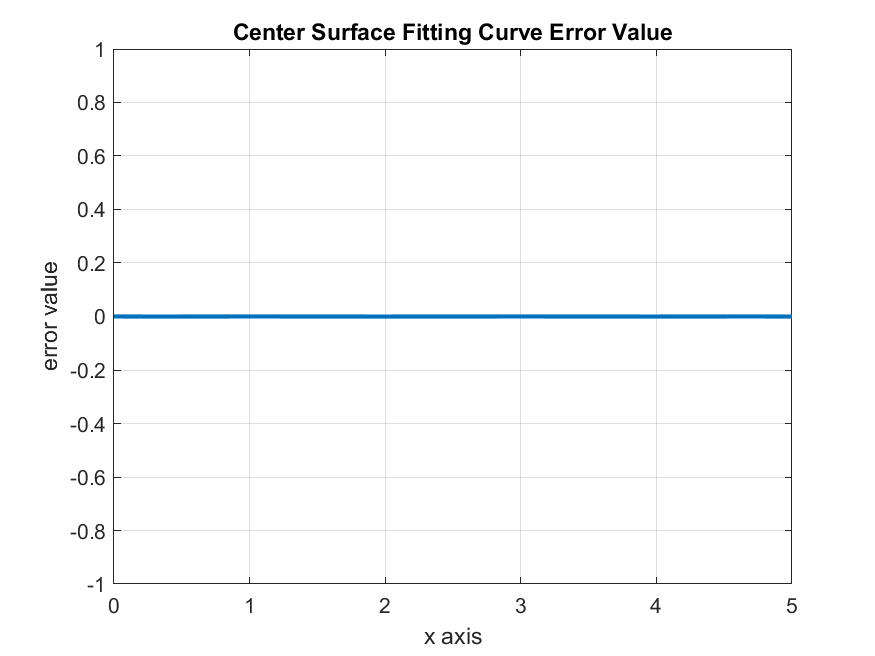 Center Surface Fitting Curve Error Value
1
0.8
0.6
0.4
0.2
0
-0.2
-0.4
-0.6
-0.8
-1
error value
0 1 2 3 4 5
x axis